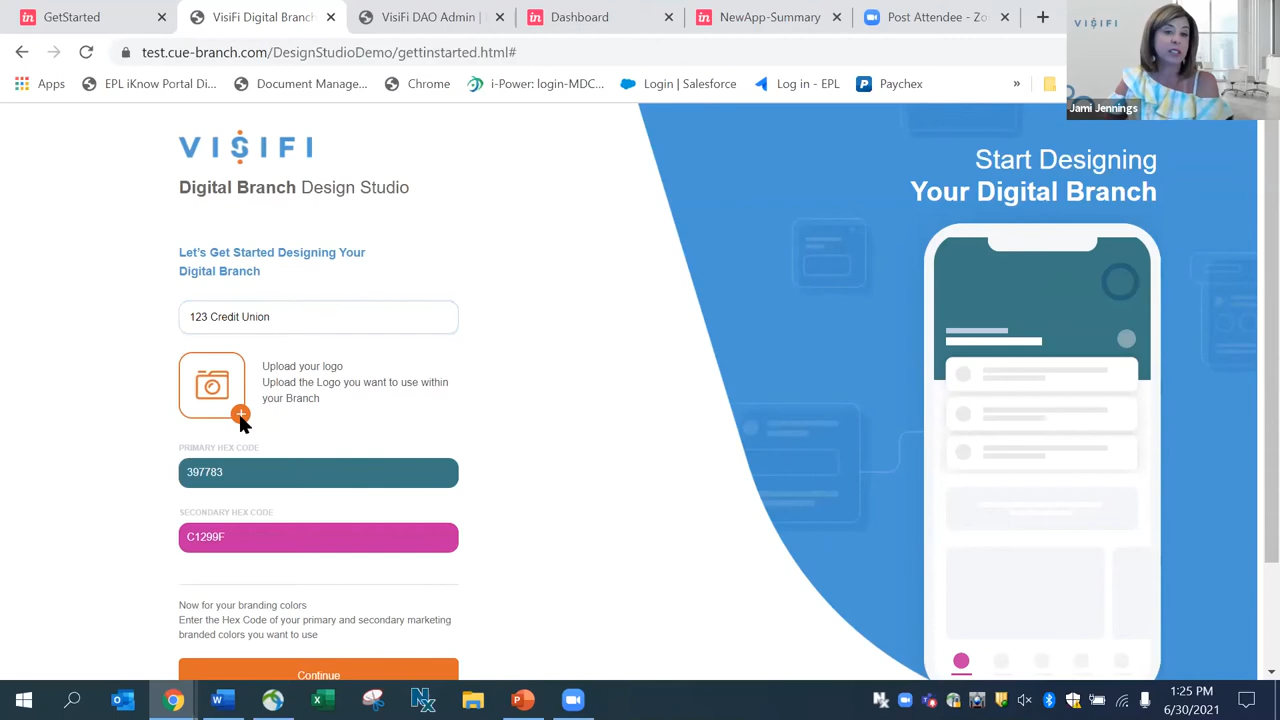 GetStarted
VisiFi Digital Branch
VisiFi DAO Admin |
Dashboard
NewApp-Summary
Post Attendee - Zo
test.cue-branch.com/DesignStudioDemo/gettinstarted.html#
Apps
EPL iKnow Portal Di...
Document Manage...
Chrome
i-Power: login-MDC...
Login | Salesforce
Log in - EPL
Paychex
»
VISIFI
Jami Jennings
VISIFI
Digital Branch Design Studio
Let's Get Started Designing Your
Digital Branch
123 Credit Union
Upload your logo
Upload the Logo you want to use within
your Branch
PRIMARY HEX CODE
397783
SECONDARY HEX CODE
C1299F
Now for your branding colors
Enter the Hex Code of your primary and secondary marketing
branded colors you want to use
Continue
Start Designing
Your Digital Branch
1:25 PM
6/30/2021